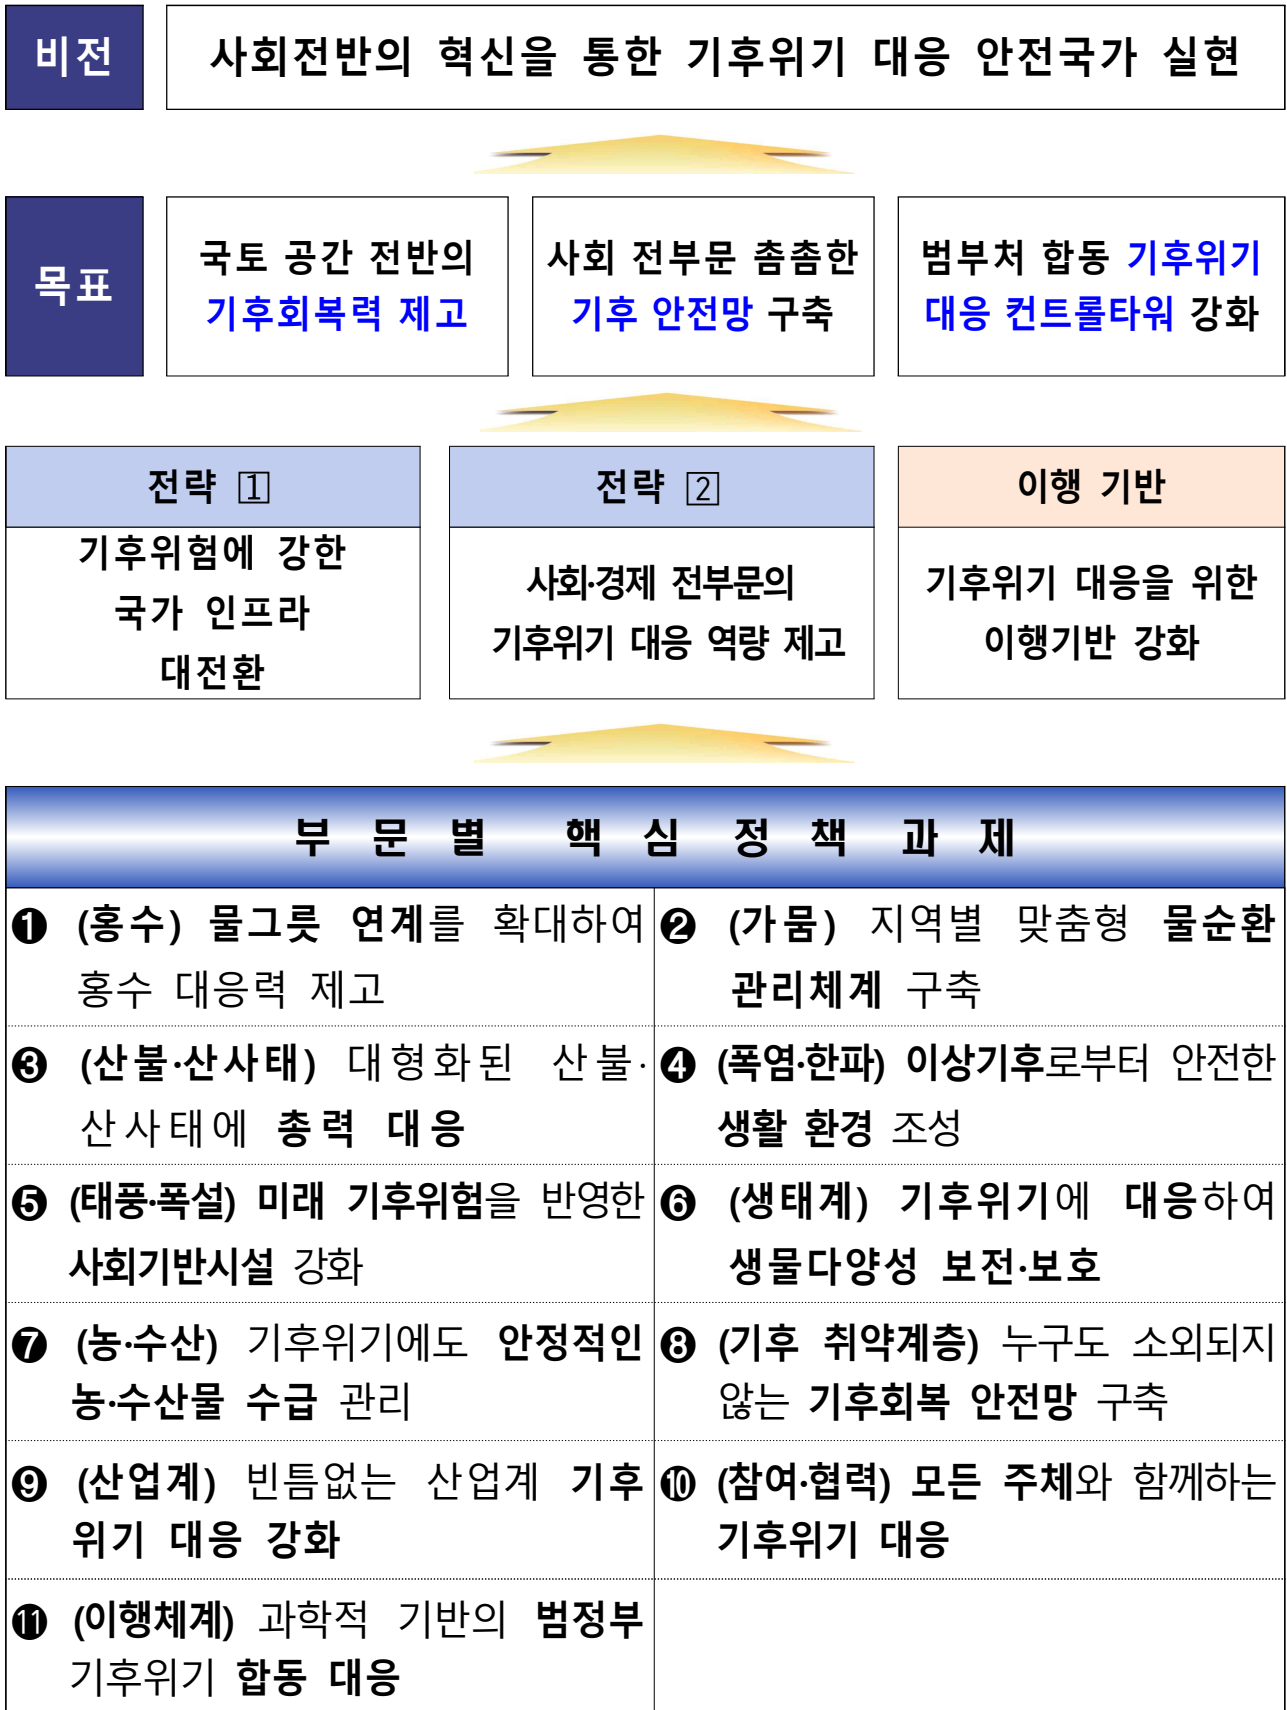 비전
사회전반의 혁신을 통한 기후위기 대응 안전국가 실현
목표
국토 공간 전반의
기후회복력 제고
사회 전부문 촘촘한
기후 안전망 구축
범부처 합동 기후위기
대응 컨트롤타워 강화
전략 1
기후위험에 강한
국가 인프라
대전환
전략 2
사회·경제 전부문의
기후위기 대응 역량 제고
이행 기반
기후위기 대응을 위한
이행기반 강화
부문별 핵심정책과제
❶ (홍수) 물그릇 연계를 확대하여
홍수 대응력 제고
❷ (가뭄) 지역별 맞춤형 물순환
관리체계 구축
❸ (산불·산사태) 대형화된 산불·
산사태에 총력 대응
❹ (폭염·한파) 이상기후로부터 안전한
생활 환경 조성
❺ (태풍·폭설) 미래 기후위험을 반영한
사회기반시설 강화
❻ (생태계) 기후위기에 대응하여
생물다양성 보전·보호
❼ (농·수산) 기후위기에도 안정적인
농·수산물 수급 관리
❽ (기후 취약계층) 누구도 소외되지
않는 기후회복 안전망 구축
❾ (산업계) 빈틈없는 산업계 기후
위기 대응 강화
❿ (참여·협력) 모든 주체와 함께하는
기후위기 대응
⓫ (이행체계) 과학적 기반의 범정부
기후위기 합동 대응